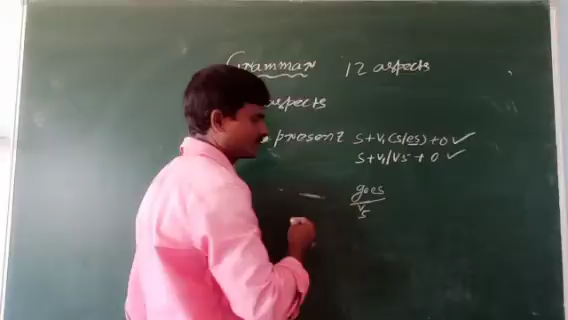 Grammar 12 aspects
aspects
present S+V₁(s/es)+O ✓
S+V₁/V5+O ✓
goes
V5